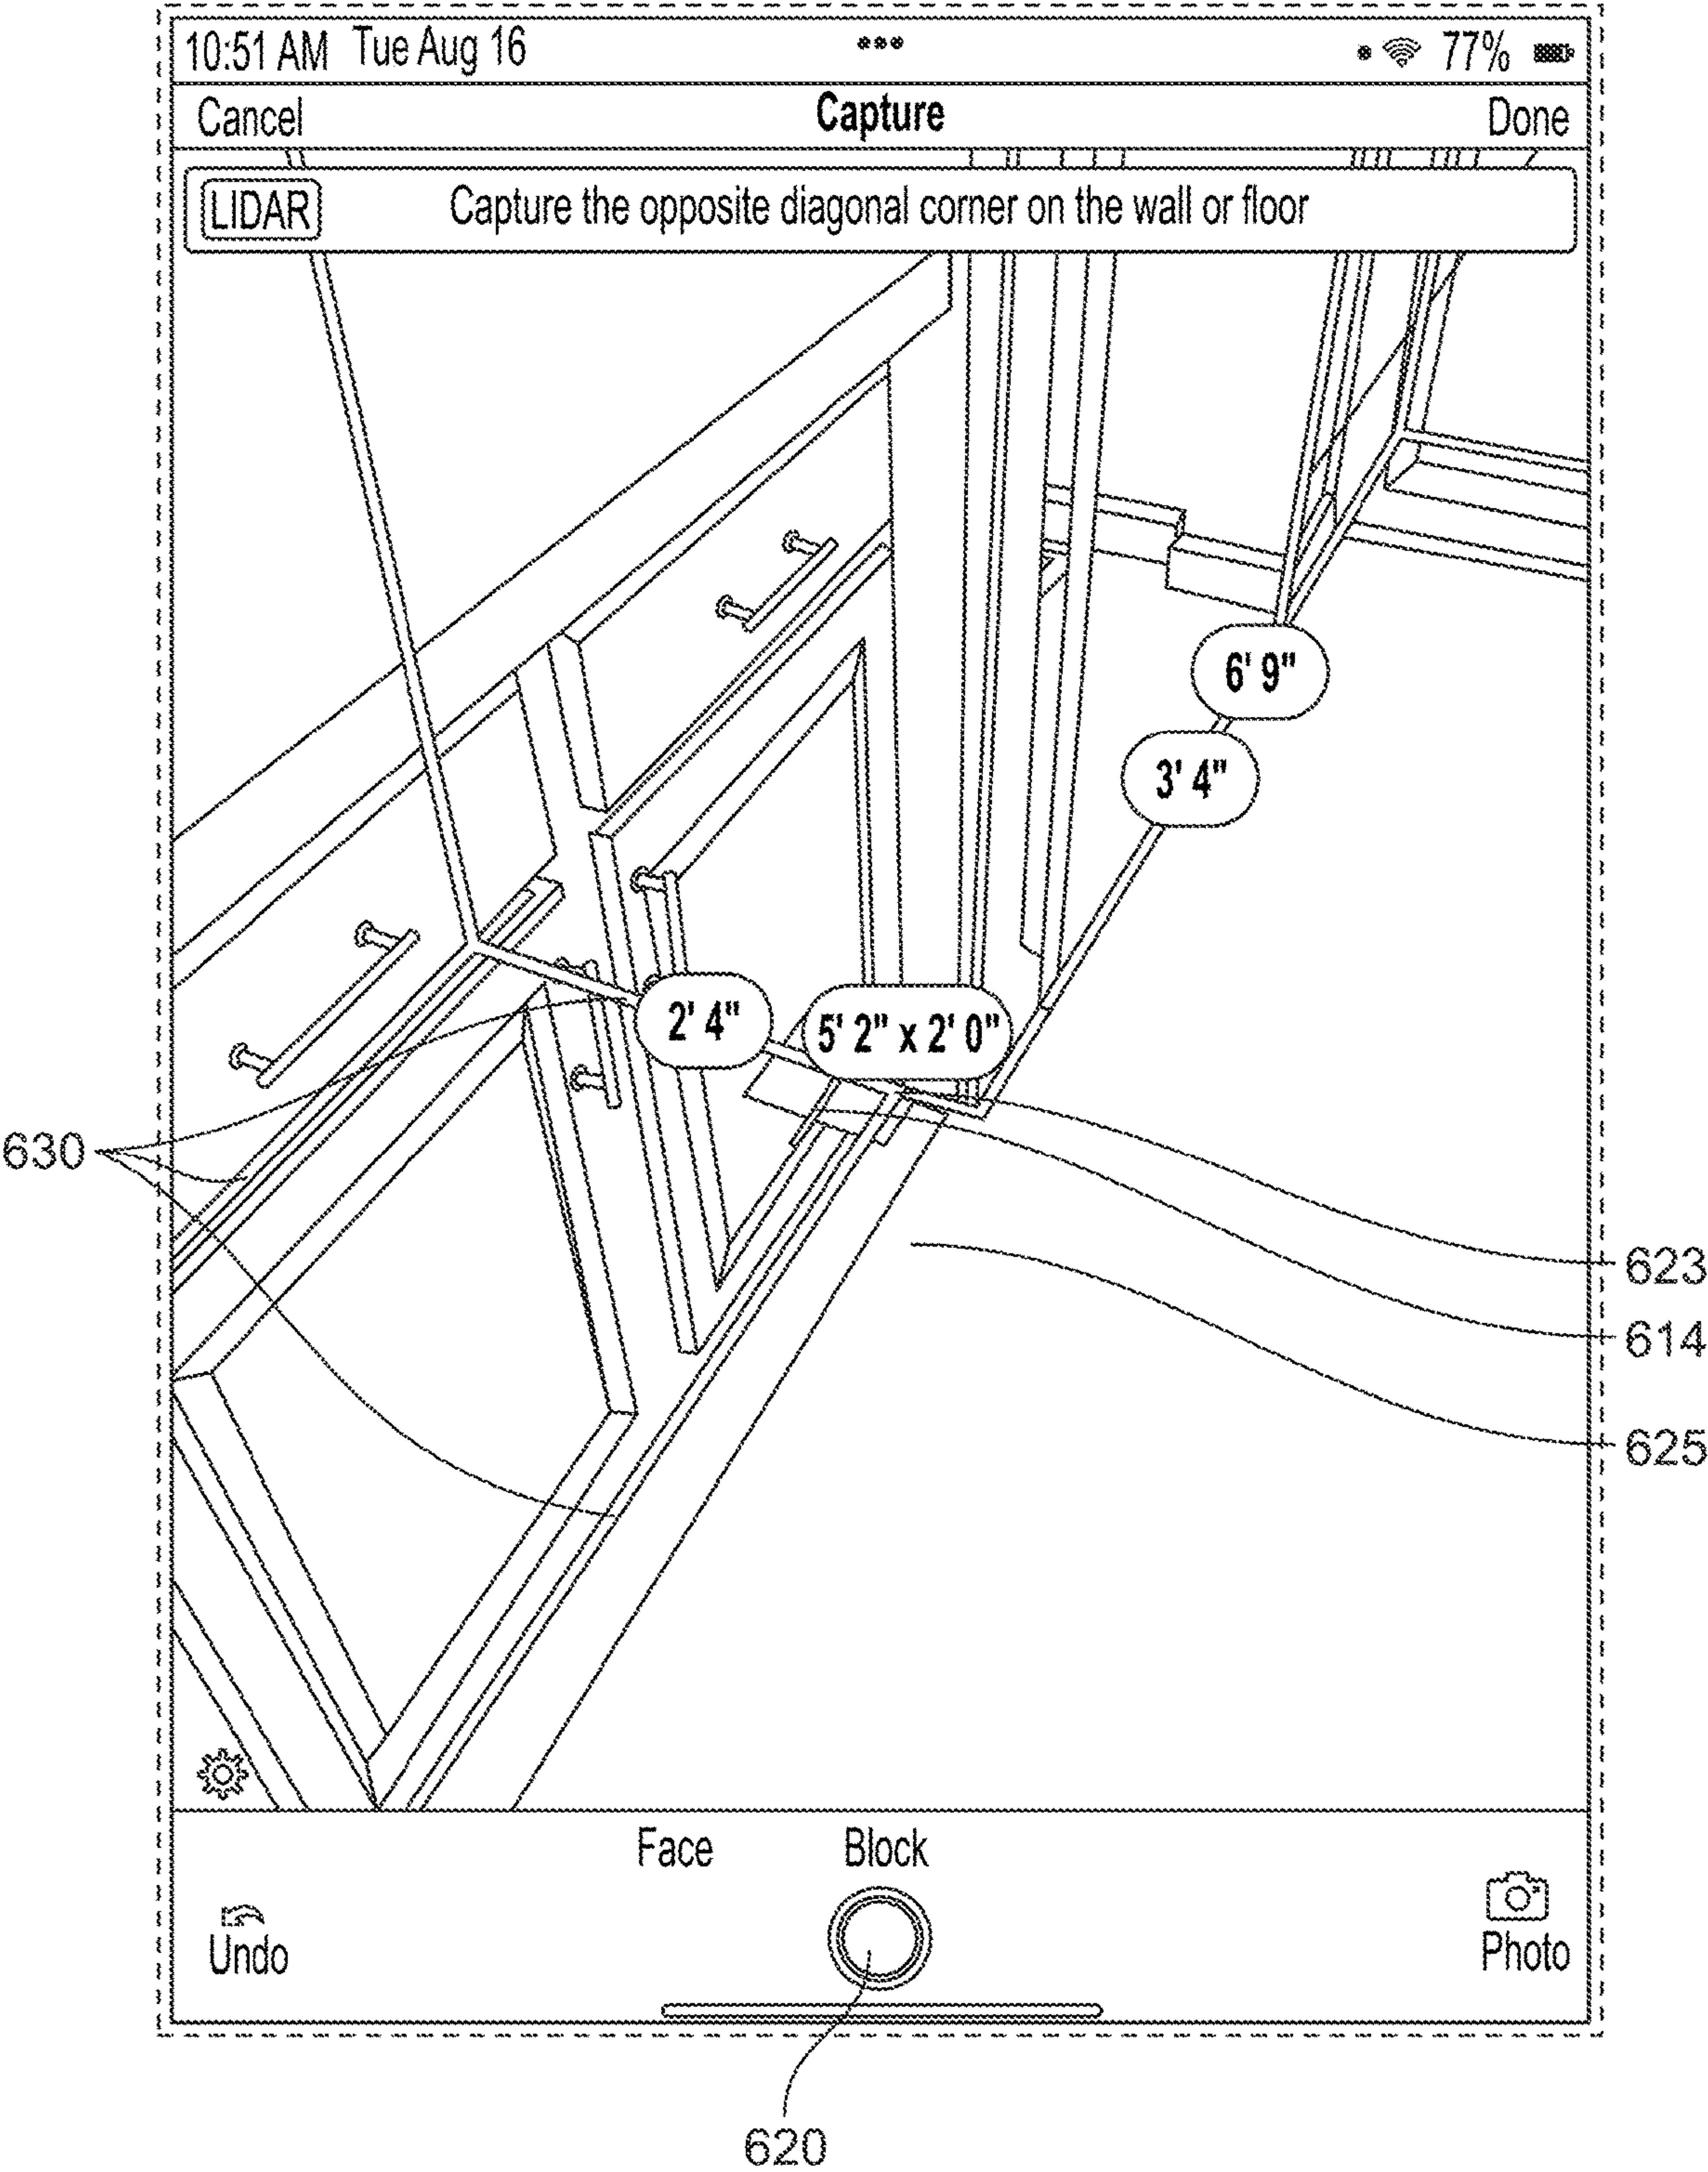 10:51 AM Tue Aug 16 ••• 77%
Cancel Capture Done
LIDAR Capture the opposite diagonal corner on the wall or floor
6' 9"
3' 4"
2' 4" 5' 2" x 2' 0"
630
623
614
625
Face Block
Undo Photo
620